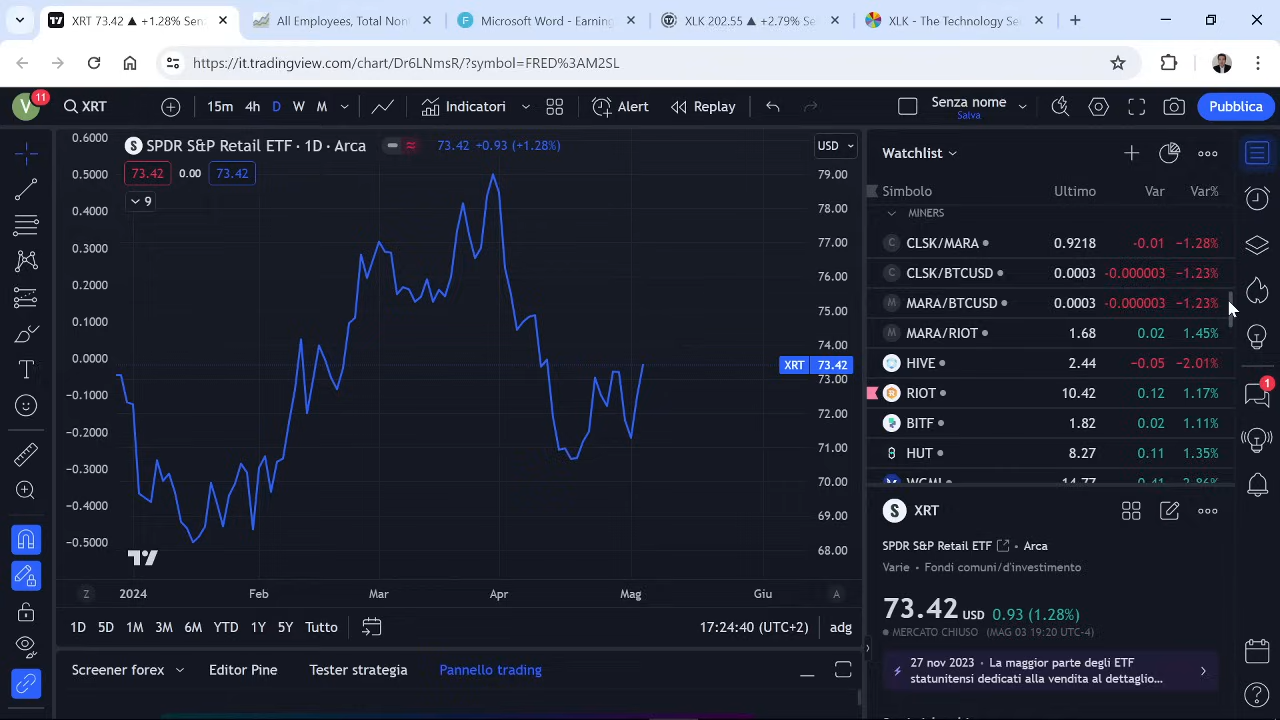 XRT 73.42 ▲ +1.28% Sen
All Employees, Total Non
Microsoft Word - Earning
XLK 202.55 ▲ +2.79% Se
XLK - The Technology Se
https://it.tradingview.com/chart/Dr6LNmsR/?symbol=FRED%3AM2SL
V
11
XRT
15m
4h
D
W
M
Indicatori
Alert
Replay
Senza nome
Salva
Pubblica
SPDR S&P Retail ETF · 1D · Arca
73.42 +0.93 (+1.28%)
73.42
0.00
73.42
9
USD
0.6000
0.5000
0.4000
0.3000
0.2000
0.1000
0.0000
−0.1000
−0.2000
−0.3000
−0.4000
−0.5000
79.00
78.00
77.00
76.00
75.00
74.00
XRT 73.42
73.00
72.00
71.00
70.00
69.00
68.00
Z
2024
Feb
Mar
Apr
Mag
Giu
A
1D
5D
1M
3M
6M
YTD
1Y
5Y
Tutto
17:24:40 (UTC+2)
adg
Screener forex
Editor Pine
Tester strategia
Pannello trading
Watchlist
Simbolo Ultimo Var Var%
MINERS
CLSK/MARA 0.9218 -0.01 −1.28%
CLSK/BTCUSD 0.0003 -0.000003 −1.23%
MARA/BTCUSD 0.0003 -0.000003 −1.23%
MARA/RIOT 1.68 0.02 1.45%
HIVE 2.44 −0.05 −2.01%
RIOT 10.42 0.12 1.17%
BITF 1.82 0.02 1.11%
HUT 8.27 0.11 1.35%
WGMI 14.77 0.41 2.86%
S XRT
SPDR S&P Retail ETF · Arca
Varie · Fondi comuni/d'investimento
73.42 USD 0.93 (1.28%)
MERCATO CHIUSO (MAG 03 19:20 UTC-4)
27 nov 2023 · La maggior parte degli ETF
statunitensi dedicati alla vendita al dettaglio...
1